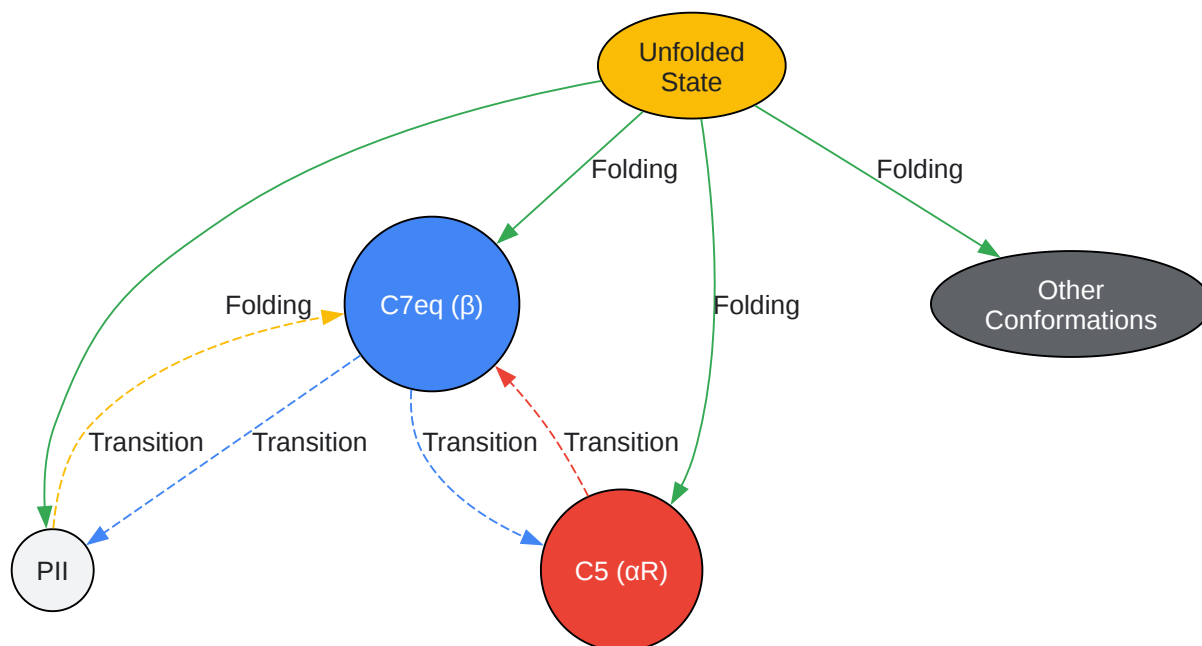 Unfolded
State
Folding
Folding
C7eq (β)
Other
Conformations
Folding
Folding
Transition
Transition
Transition
Transition
PII
C5 (αR)